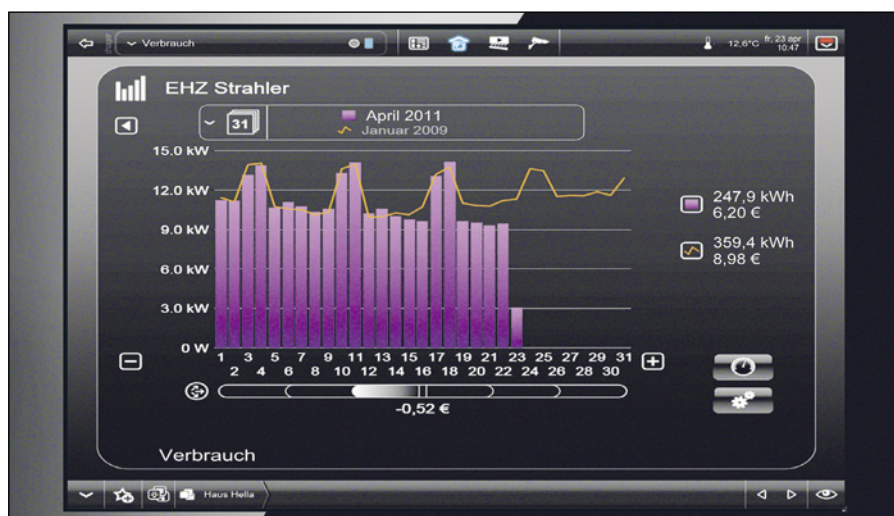 Verbrauch
12,6°C
fr, 23 apr
10.47
EHZ Strahler
31
April 2011
Januar 2009
15.0 kW
12.0 kW
9.0 kW
6.0 kW
3.0 kW
0 W
1 3 5 7 9 11 13 15 17 19 21 23 25 27 29 31
2 4 6 8 10 12 14 16 18 20 22 24 26 28 30
247,9 kWh
6,20 €
359,4 kWh
8,98 €
-0,52 €
Verbrauch
Haus Hella